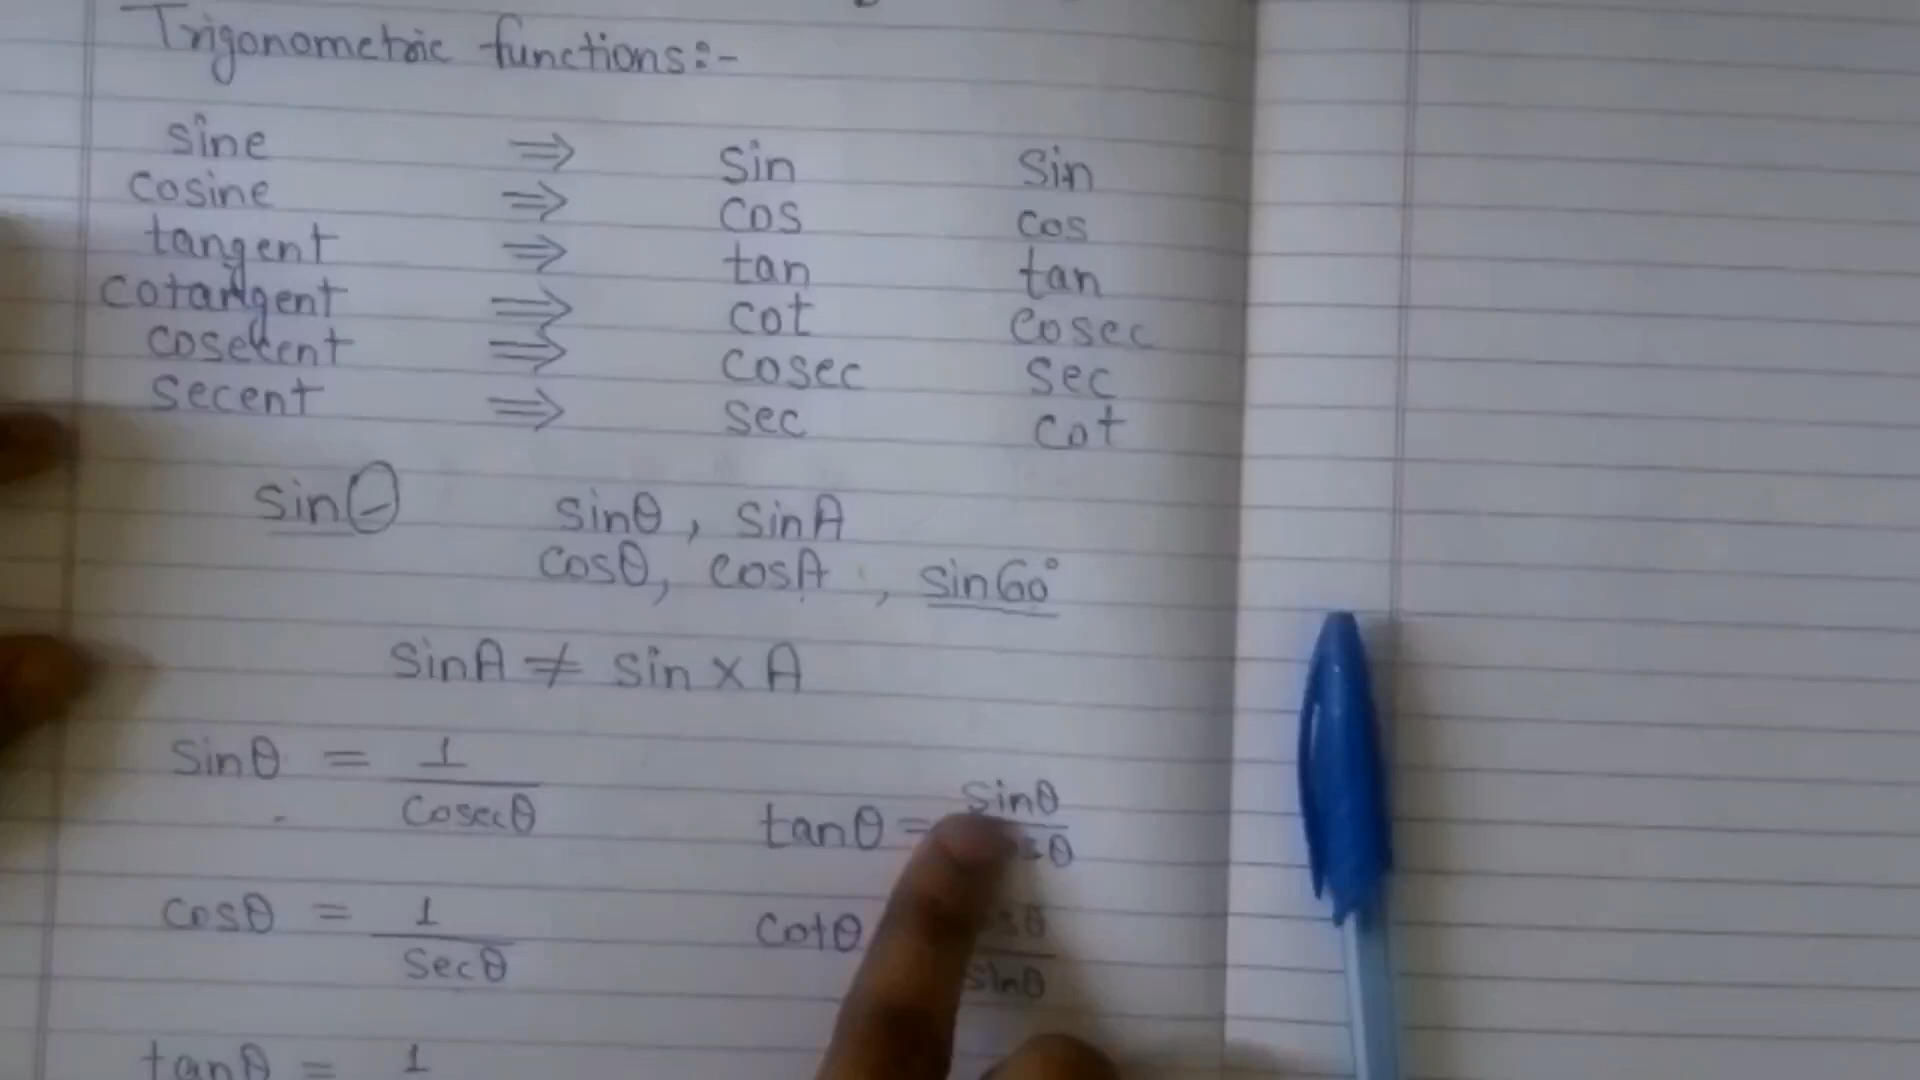 Trigonometric functions:-
sine ⇒ sin sin
cosine ⇒ cos cos
tangent ⇒ tan tan
cotangent ⇒ cot cosec
cosecent ⇒ cosec sec
secent ⇒ sec cot
sinθ sinθ, sinA
cosθ, cosA, sin60°
sinA ≠ sin × A
sinθ = 1/cosecθ tanθ = sinθ/
cosθ = 1/secθ cotθ /sinθ
tanθ = 1